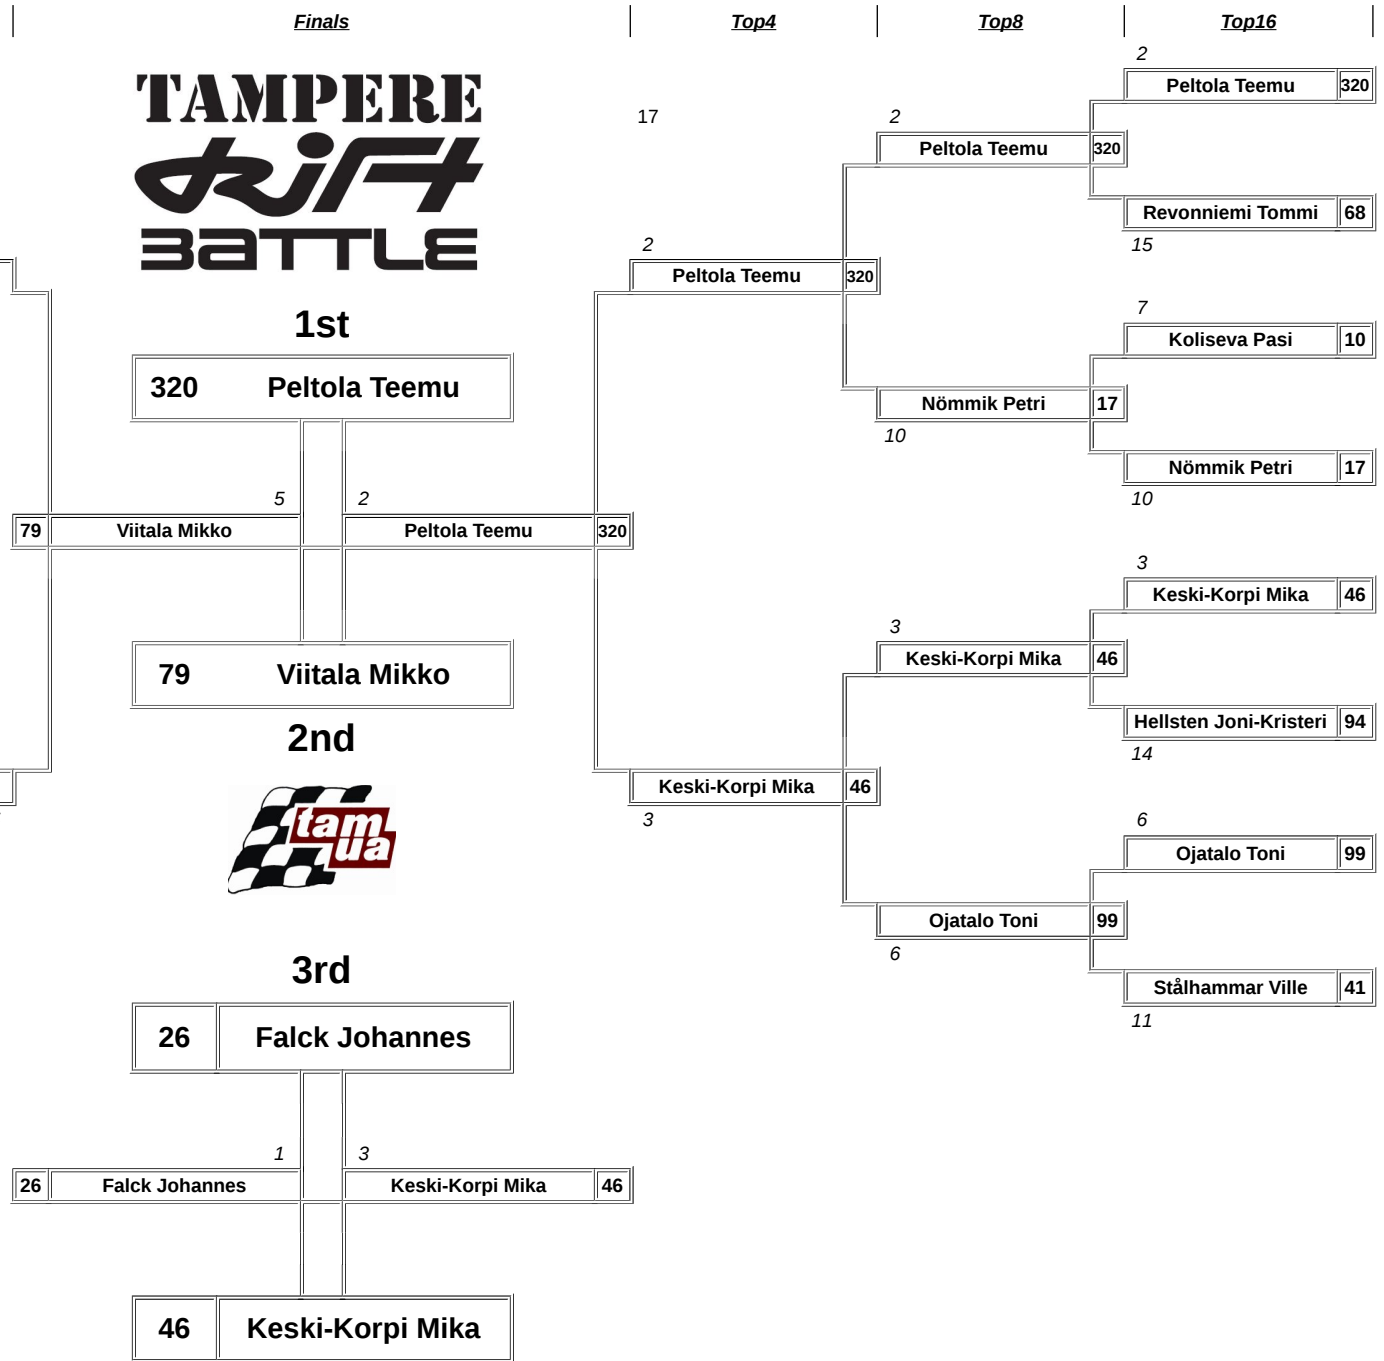 Finals Top4 Top8 Top16
2
Peltola Teemu 320
TAMPERE
drift
BATTLE
17
2
Peltola Teemu 320
Revonniemi Tommi 68
15
2
Peltola Teemu 320
7
Koliseva Pasi 10
1st
320 Peltola Teemu
Nömmik Petri 17
10
Nömmik Petri 17
10
5 2
79 Viitala Mikko Peltola Teemu 320
3
Keski-Korpi Mika 46
3
Keski-Korpi Mika 46
79 Viitala Mikko
2nd
Hellsten Joni-Kristeri 94
14
Keski-Korpi Mika 46
3
tam
ua
6
Ojatalo Toni 99
Ojatalo Toni 99
6
3rd
Stålhammar Ville 41
11
26 Falck Johannes
1 3
26 Falck Johannes Keski-Korpi Mika 46
46 Keski-Korpi Mika